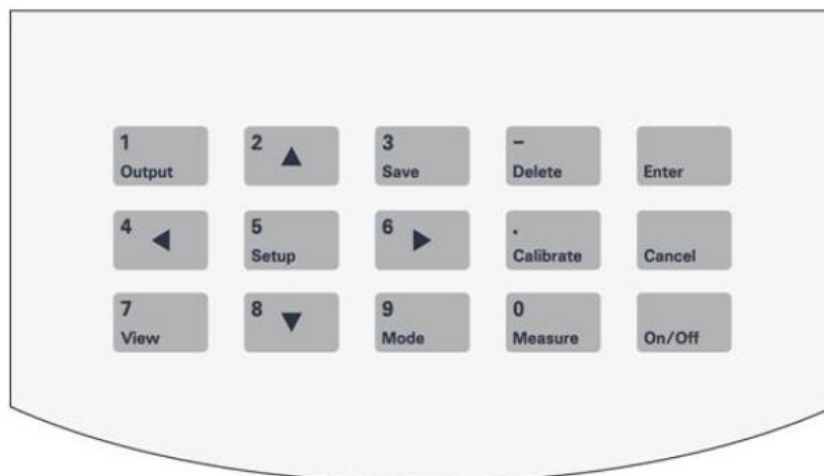 1 2 3 – 
Output Save Delete Enter
4 5 6 .
Setup Calibrate Cancel
7 8 9 0
View Mode Measure On/Off